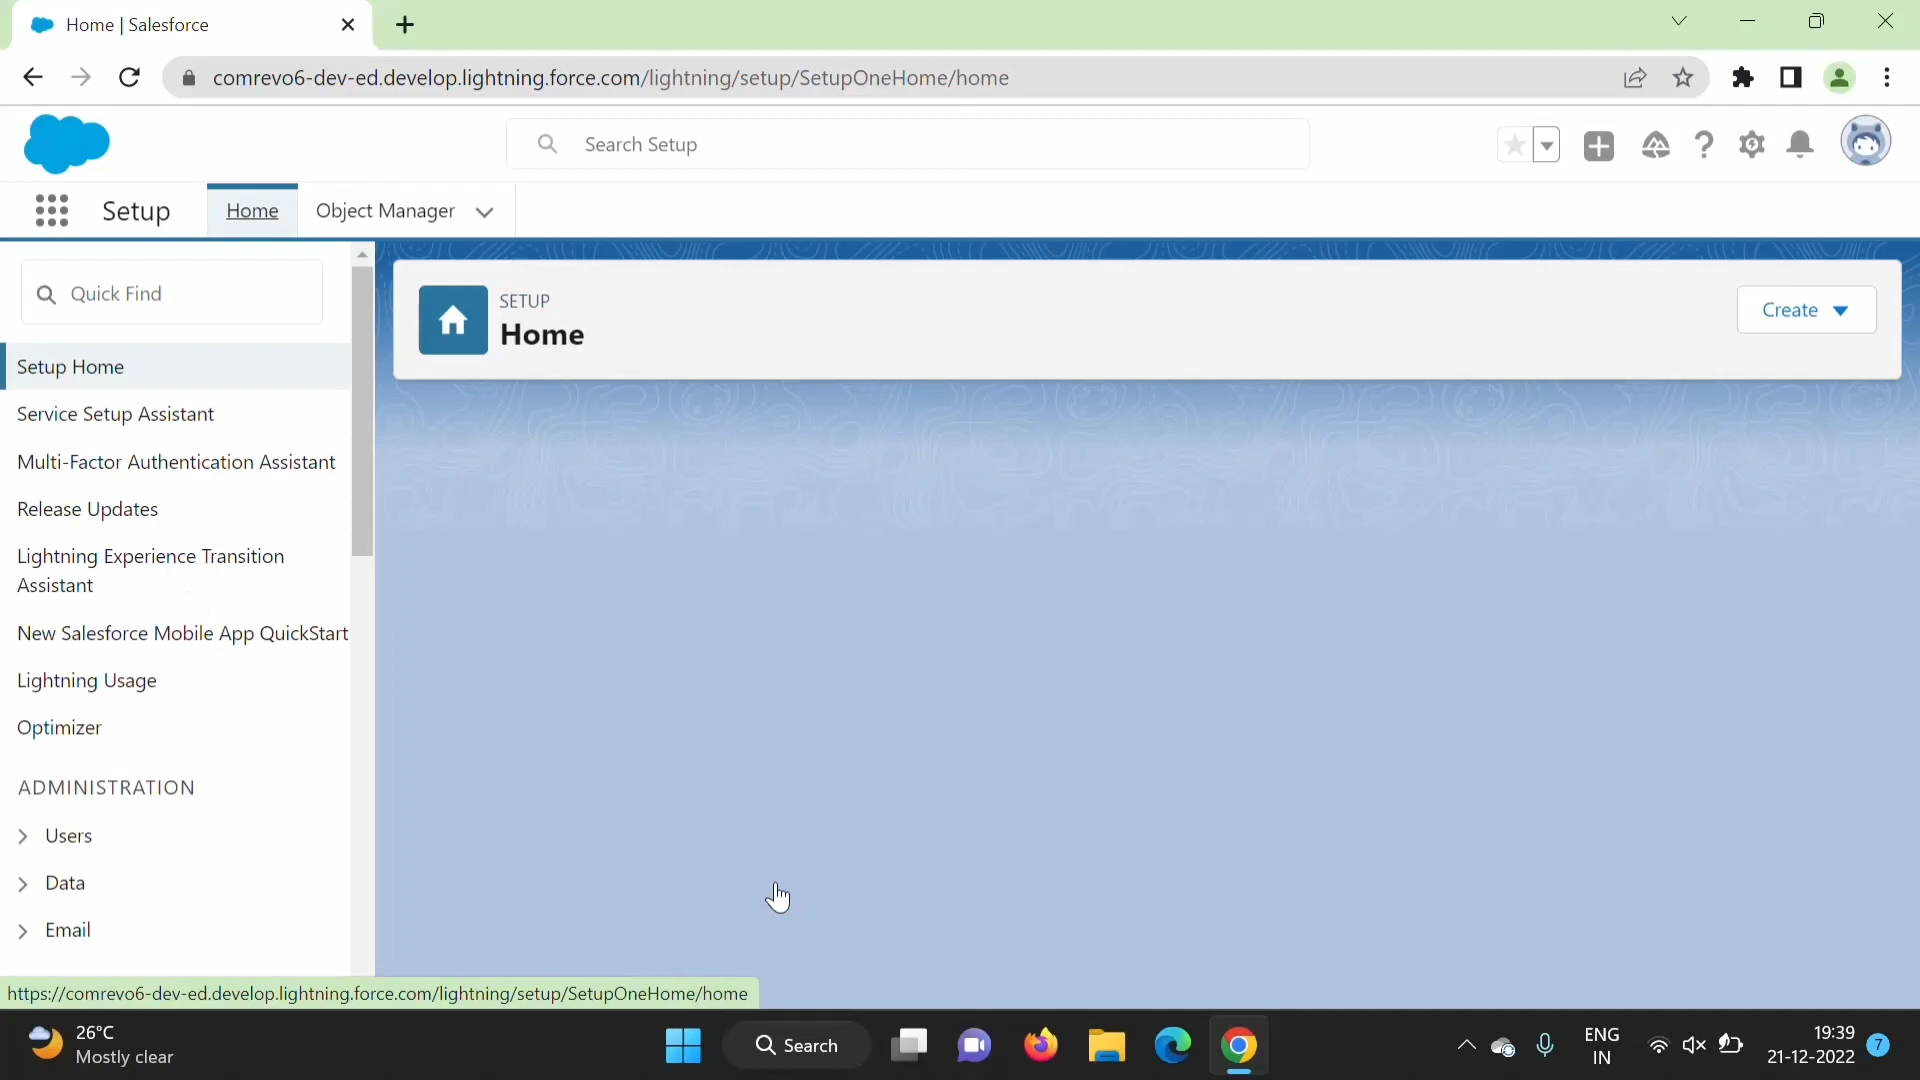 Home | Salesforce
comrevo6-dev-ed.develop.lightning.force.com/lightning/setup/SetupOneHome/home
Search Setup
Setup
Home
Object Manager
Quick Find
Setup Home
Service Setup Assistant
Multi-Factor Authentication Assistant
Release Updates
Lightning Experience Transition
Assistant
New Salesforce Mobile App QuickStart
Lightning Usage
Optimizer
ADMINISTRATION
Users
Data
Email
SETUP
Home
Create
https://comrevo6-dev-ed.develop.lightning.force.com/lightning/setup/SetupOneHome/home
26°C
Mostly clear
Search
ENG
IN
19:39
21-12-2022
7